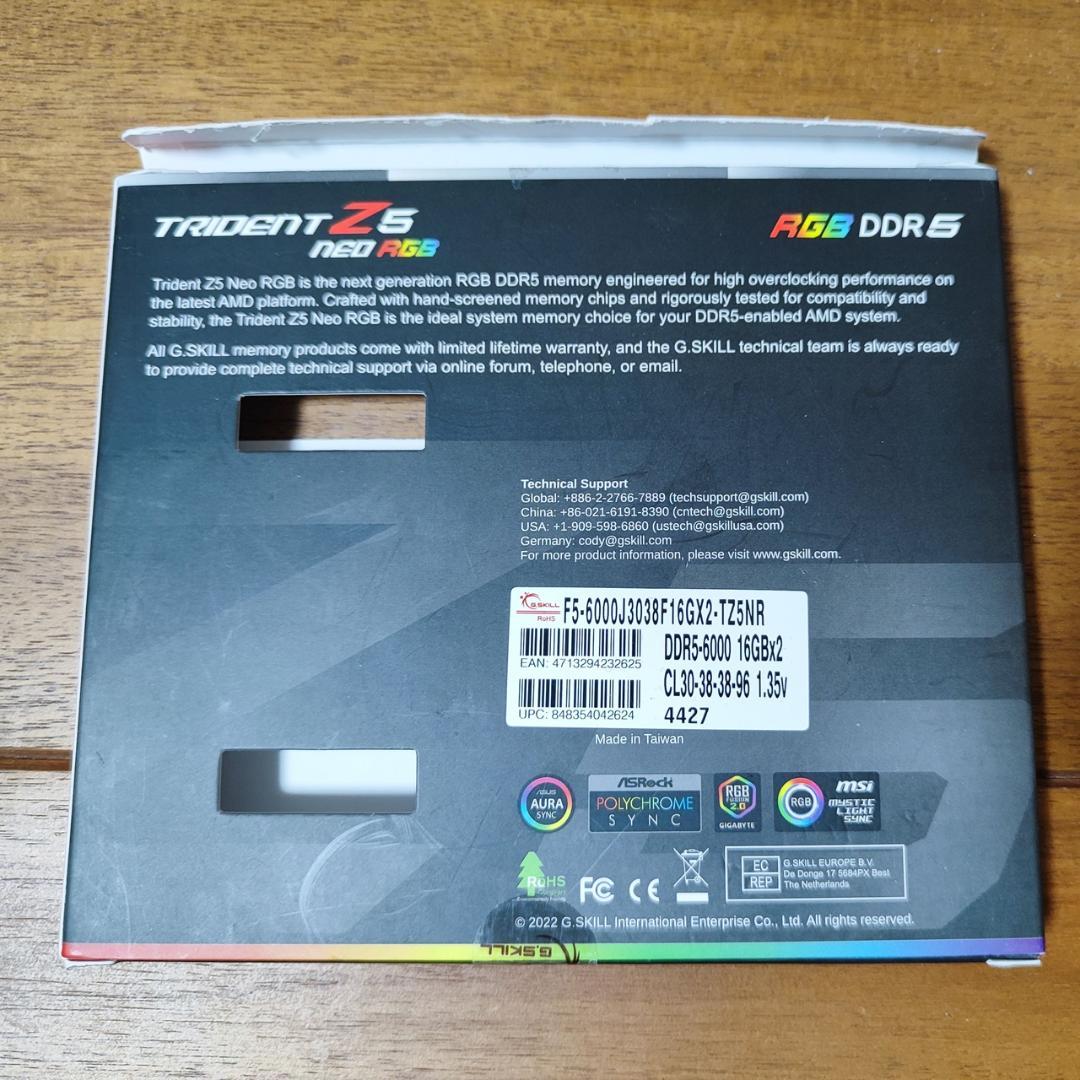 TRIDENT Z5
NEO RGB
RGB DDR5
Trident Z5 Neo RGB is the next generation RGB DDR5 memory engineered for high overclocking performance on
the latest AMD platform. Crafted with hand-screened memory chips and rigorously tested for compatibility and
stability, the Trident Z5 Neo RGB is the ideal system memory choice for your DDR5-enabled AMD system.
All G.SKILL memory products come with limited lifetime warranty, and the G.SKILL technical team is always ready
to provide complete technical support via online forum, telephone, or email.
Technical Support
Global: +886-2-2766-7889 (techsupport@gskill.com)
China: +86-021-6191-8390 (cntech@gskill.com)
USA: +1-909-598-6860 (ustech@gskillusa.com)
Germany: cody@gskill.com
For more product information, please visit www.gskill.com.
G.SKILL
RoHS
F5-6000J3038F16GX2-TZ5NR
DDR5-6000 16GBx2
EAN: 4713294232625
CL30-38-38-96 1.35v
UPC: 848354042624
4427
Made in Taiwan
ASUS
AURA
SYNC
ASRock
POLYCHROME
SYNC
RGB
FUSION
2.0
GIGABYTE
RGB
msi
MYSTIC
LIGHT
SYNC
RoHS
Compliant
Environmentally Friendly
FC CE
EC
REP
G.SKILL EUROPE B.V.
De Donge 17 5684PX Best
The Netherlands
© 2022 G.SKILL International Enterprise Co., Ltd. All rights reserved.
G.SKILL